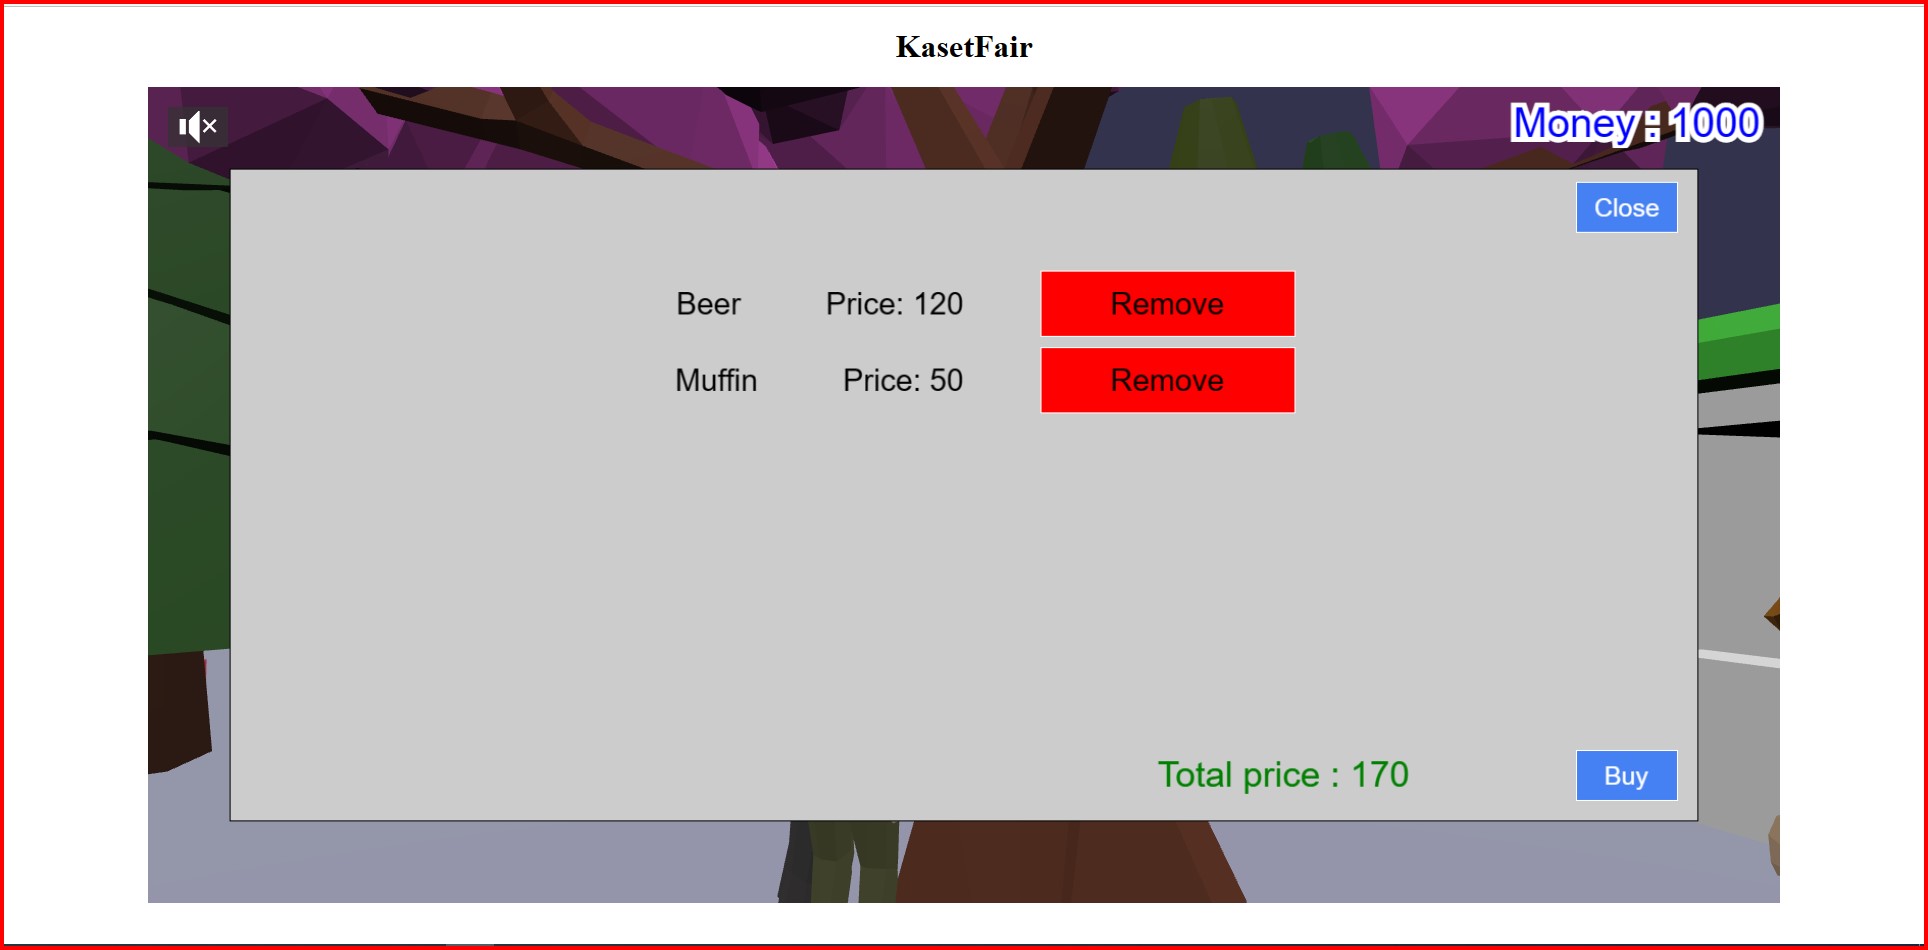 KasetFair
Money : 1000
Close
Beer Price: 120 Remove
Muffin Price: 50 Remove
Total price : 170 Buy